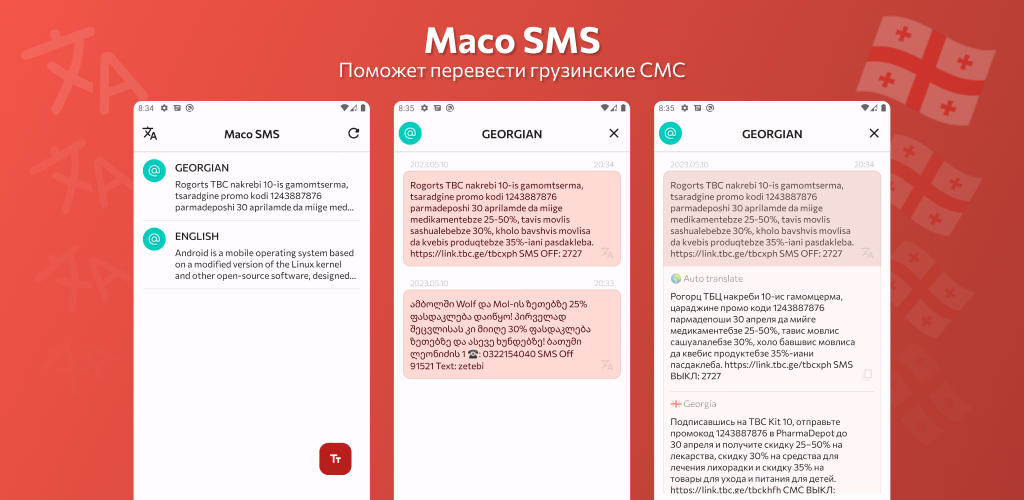 Maco SMS
Поможет перевести грузинские СМС
8:34
Maco SMS
GEORGIAN
Rogorts TBC nakrebi 10-is gamomtserma,
tsaradgine promo kodi 1243887876
parmadeposhi 30 aprilamde da miige med...
ENGLISH
Android is a mobile operating system based
on a modified version of the Linux kernel
and other open-source software, designed...
Тт
8:35
GEORGIAN
2023.05.10 20:34
Rogorts TBC nakrebi 10-is gamomtserma,
tsaradgine promo kodi 1243887876
parmadeposhi 30 aprilamde da miige
medikamentebze 25-50%, tavis movlis
sashualebebze 30%, kholo bavshvis movlisa
da kvebis produqtebze 35%-iani pasdakleba.
https://link.tbc.ge/tbcxph SMS OFF: 2727
2023.05.10 20:33
ამბოლში Wolf და Mol-ის ზეთებზე 25%
ფასდაკლება დაიწყო! პირველად
შეცვლისას კი მიიღე 30% ფასდაკლება
ზეთებზე და ასევე ხუნდებზე! ბათუმი
ლეონიძის 1 ☎: 0322154040 SMS Off
91521 Text: zetebi
8:35
GEORGIAN
2023.05.10 20:34
Rogorts TBC nakrebi 10-is gamomtserma,
tsaradgine promo kodi 1243887876
parmadeposhi 30 aprilamde da miige
medikamentebze 25-50%, tavis movlis
sashualebebze 30%, kholo bavshvis movlisa
da kvebis produqtebze 35%-iani pasdakleba.
https://link.tbc.ge/tbcxph SMS OFF: 2727
Auto translate
Рогорц ТБЦ накреби 10-ис гамомцерма,
цараджине промо коди 1243887876
пармадепоши 30 апреля да мийге
медикаментебзе 25-50%, тавис мовлис
сашуалебзе 30%, холо бавшвис мовлиса
да квебис продуктебзе 35%-иани
пасдаклеба. https://link.tbc.ge/tbcxph SMS
ВЫКЛ: 2727
Georgia
Подписавшись на TBC Kit 10, отправьте
промокод 1243887876 в PharmaDepot до
30 апреля и получите скидку 25–50% на
лекарства, скидку 30% на средства для
лечения лихорадки и скидку 35% на
товары для ухода и питания для детей.
https://link.tbc.ge/tbckhfh СМС ВЫКЛ: